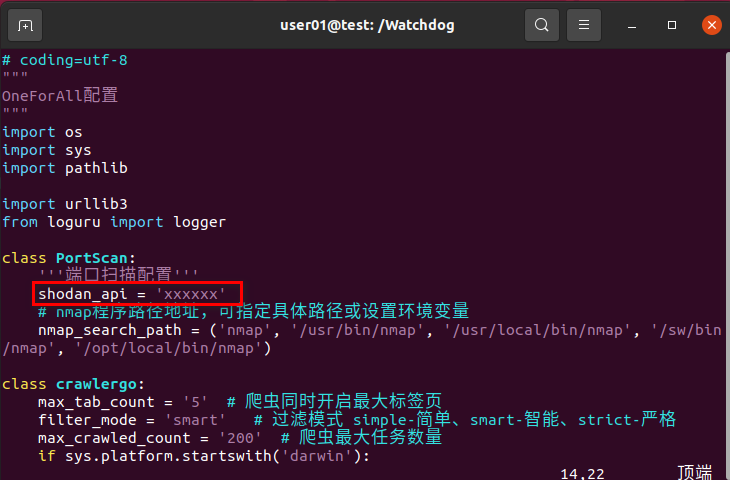 user01@test: /Watchdog
# coding=utf-8
"""
OneForAll配置
"""
import os
import sys
import pathlib
import urllib3
from loguru import logger
class PortScan:
'''端口扫描配置'''
shodan_api = 'xxxxxx'
# nmap程序路径地址，可指定具体路径或设置环境变量
nmap_search_path = ('nmap', '/usr/bin/nmap', '/usr/local/bin/nmap', '/sw/bin
/nmap', '/opt/local/bin/nmap')
class crawlergo:
max_tab_count = '5'  # 爬虫同时开启最大标签页
filter_mode = 'smart'   # 过滤模式 simple-简单、smart-智能、strict-严格
max_crawled_count = '200'  # 爬虫最大任务数量
if sys.platform.startswith('darwin'):
14,22 顶端